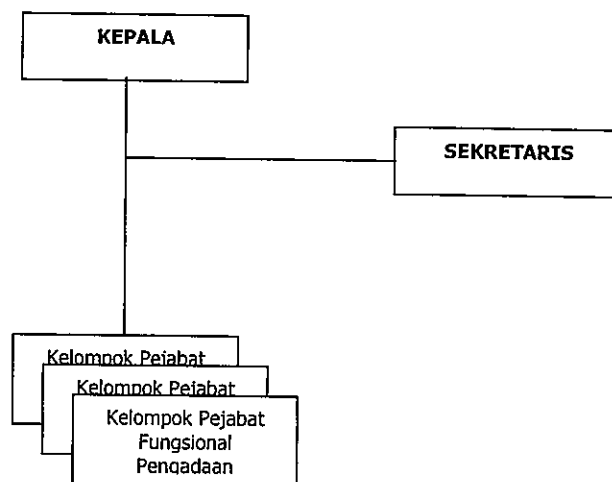 KEPALA
SEKRETARIS
Kelompok Pejabat
Kelompok Pejabat
Kelompok Pejabat
Fungsional
Pengadaan